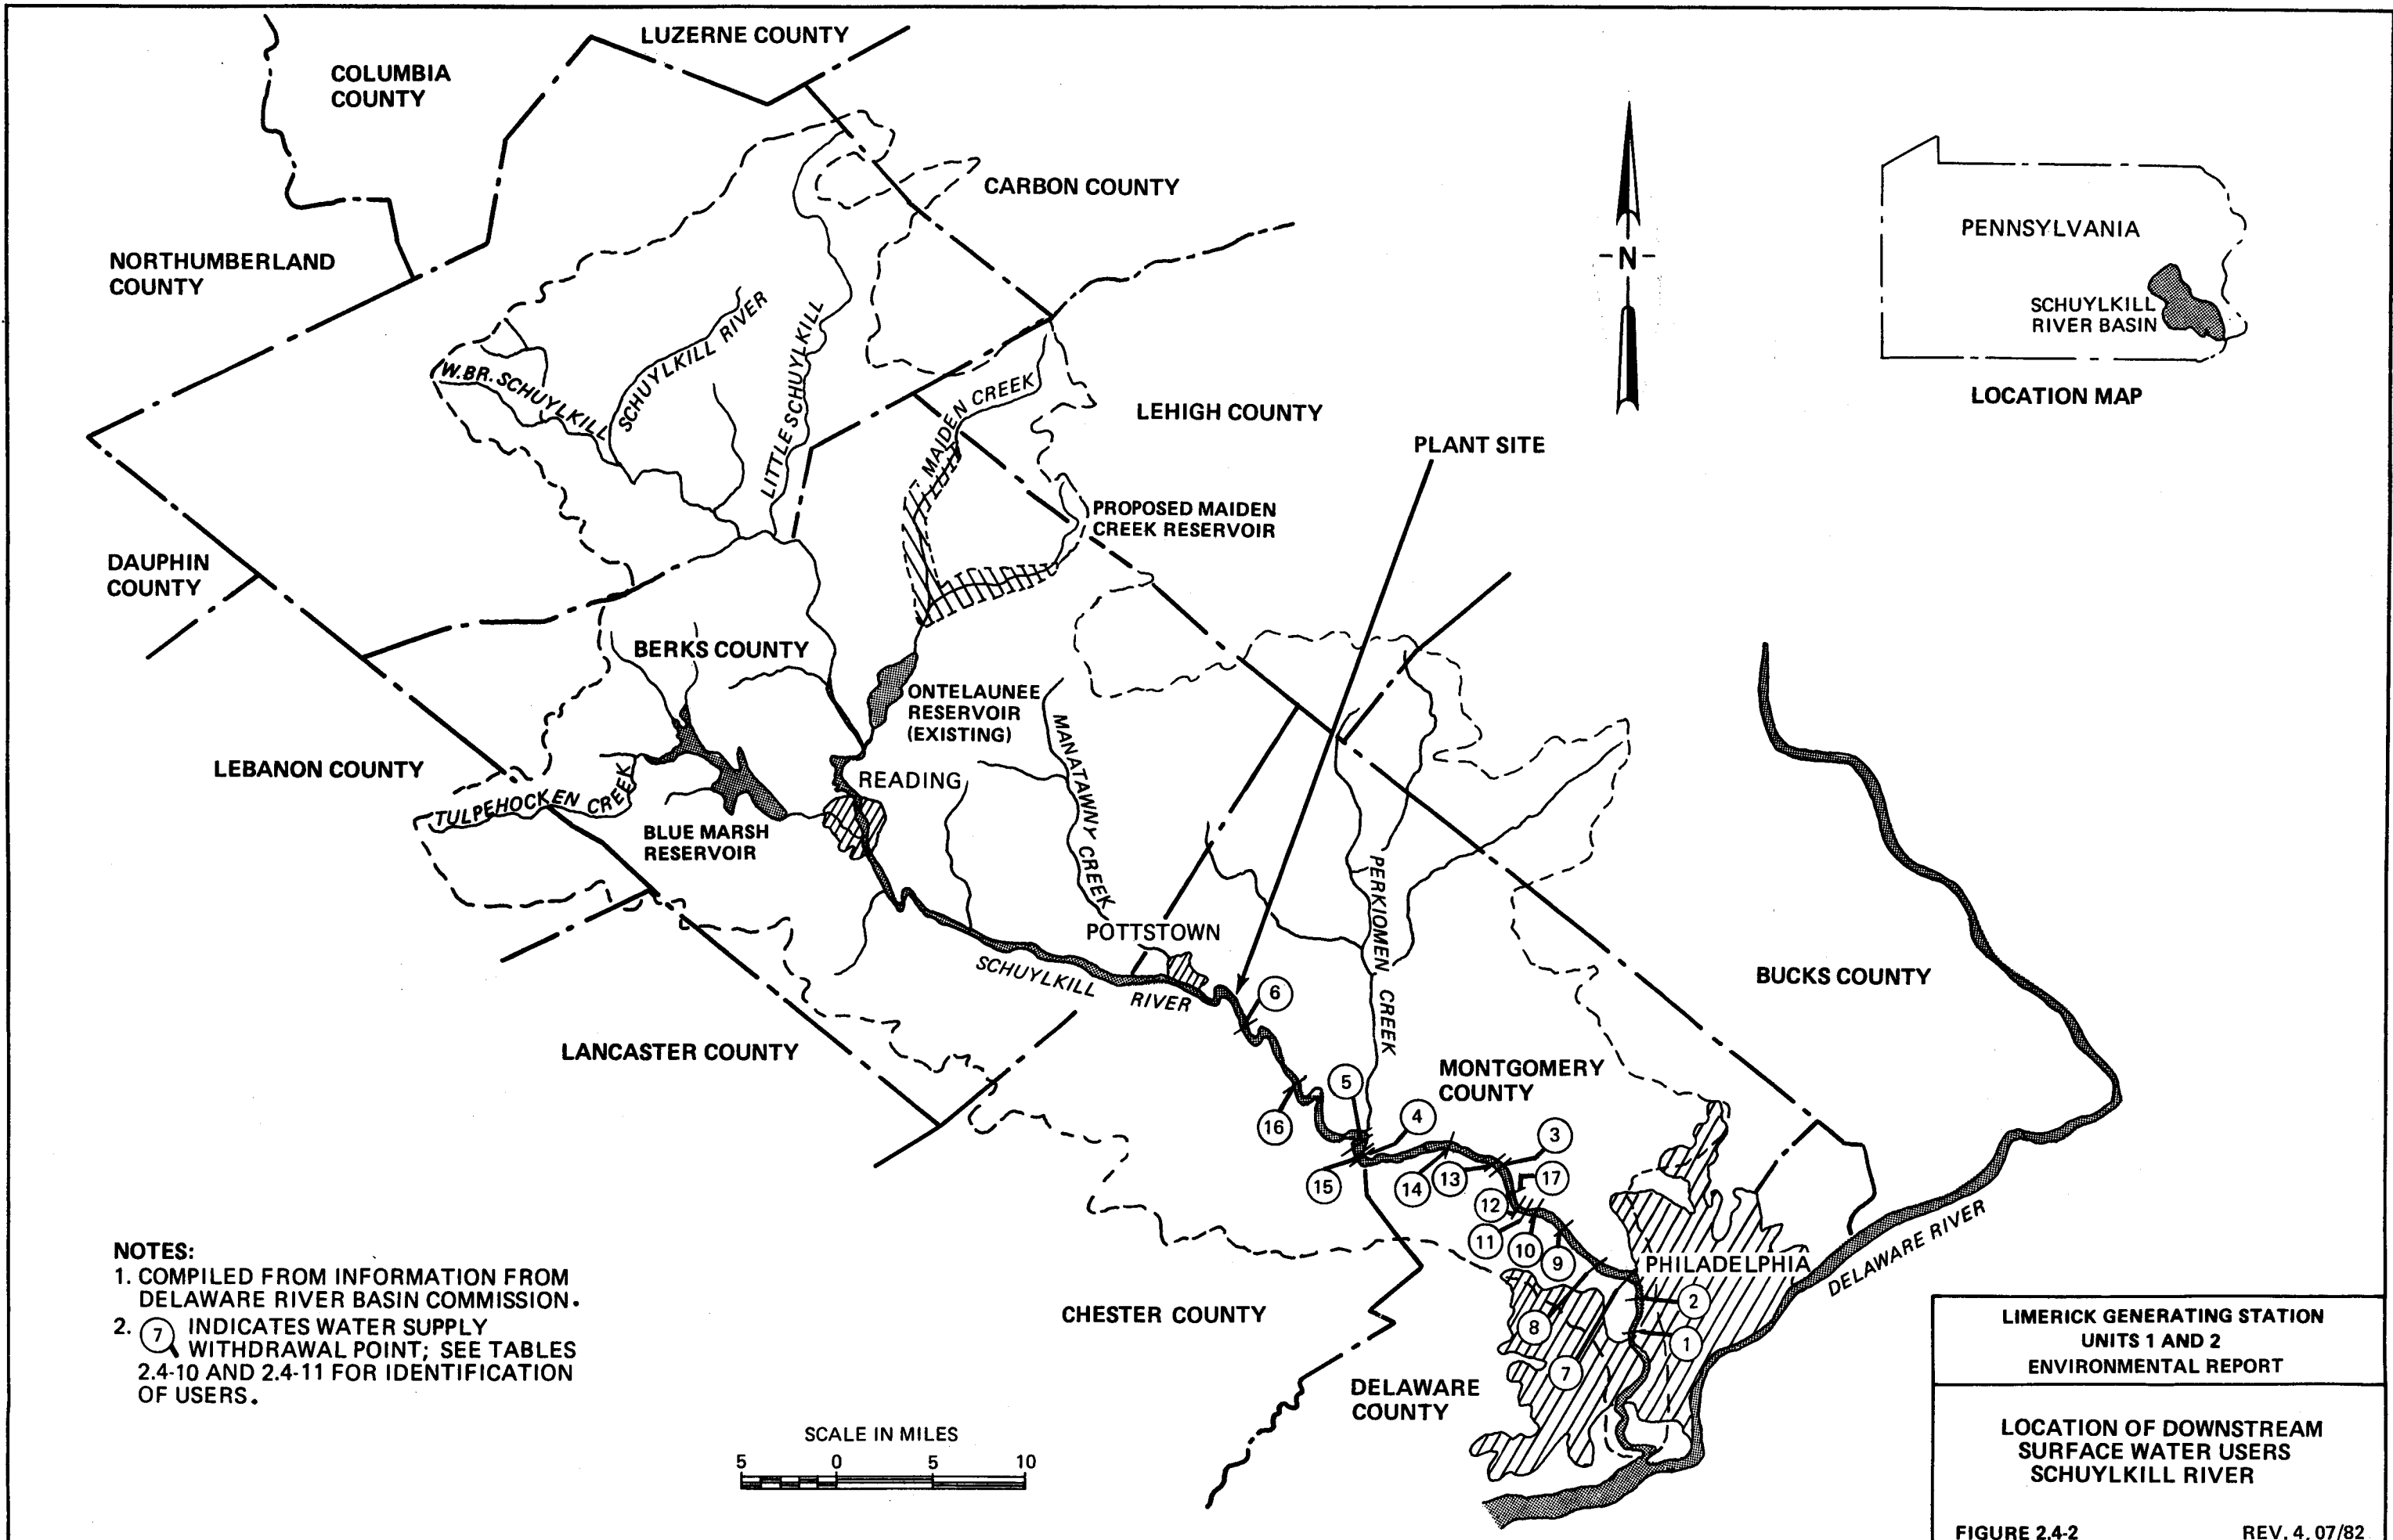 LUZERNE COUNTY
COLUMBIA
COUNTY
CARBON COUNTY
NORTHUMBERLAND
COUNTY
-N-
PENNSYLVANIA
SCHUYLKILL
RIVER BASIN
LOCATION MAP
W.BR. SCHUYLKILL
SCHUYLKILL RIVER
LITTLE SCHUYLKILL
MAIDEN CREEK
LEHIGH COUNTY
PLANT SITE
PROPOSED MAIDEN
CREEK RESERVOIR
DAUPHIN
COUNTY
BERKS COUNTY
ONTELAUNEE
RESERVOIR
(EXISTING)
MANATAWNY CREEK
LEBANON COUNTY
READING
TULPEHOCKEN CREEK
BLUE MARSH
RESERVOIR
PERKIOMEN CREEK
POTTSTOWN
SCHUYLKILL RIVER
BUCKS COUNTY
6
LANCASTER COUNTY
MONTGOMERY
COUNTY
5
4
16
3
15
14
13
17
12
11
10
9
PHILADELPHIA
DELAWARE RIVER
2
8
1
7
CHESTER COUNTY
DELAWARE
COUNTY
NOTES:
1. COMPILED FROM INFORMATION FROM
DELAWARE RIVER BASIN COMMISSION.
2. 7 INDICATES WATER SUPPLY
WITHDRAWAL POINT; SEE TABLES
2.4-10 AND 2.4-11 FOR IDENTIFICATION
OF USERS.
SCALE IN MILES
5 0 5 10
LIMERICK GENERATING STATION
UNITS 1 AND 2
ENVIRONMENTAL REPORT
LOCATION OF DOWNSTREAM
SURFACE WATER USERS
SCHUYLKILL RIVER
FIGURE 2.4-2 REV. 4, 07/82